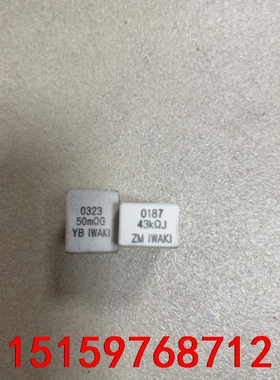 0323
50mΩG
YB IWAKI
0187
43kΩJ
ZM IWAKI
15159768712